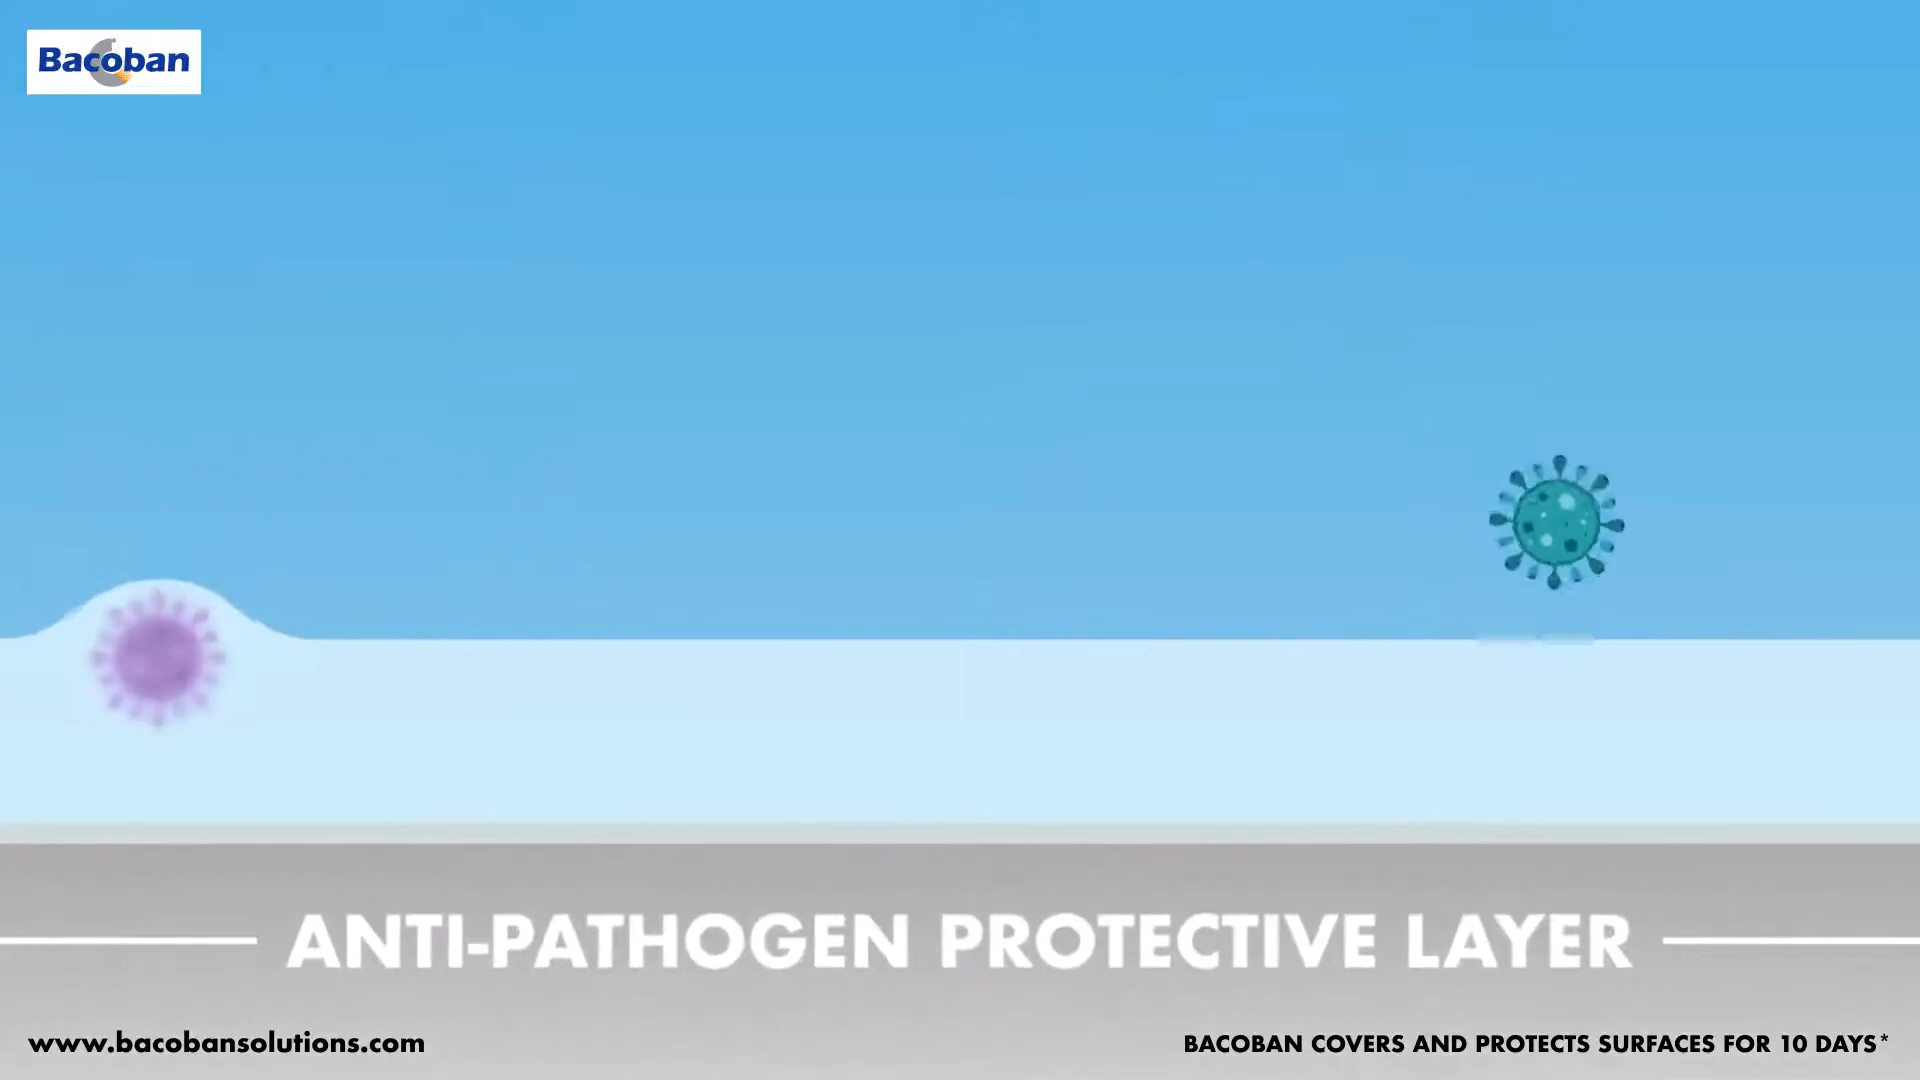 Bacoban
ANTI-PATHOGEN PROTECTIVE LAYER
www.bacobansolutions.com
BACOBAN COVERS AND PROTECTS SURFACES FOR 10 DAYS*